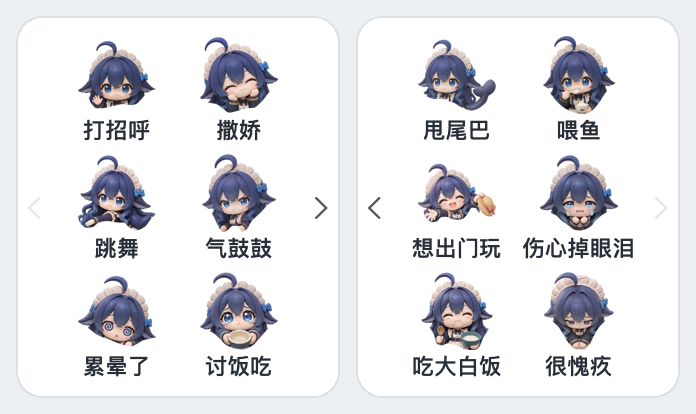 打招呼
撒娇
跳舞
气鼓鼓
累晕了
讨饭吃
甩尾巴
喂鱼
想出门玩
伤心掉眼泪
吃大白饭
很愧疚